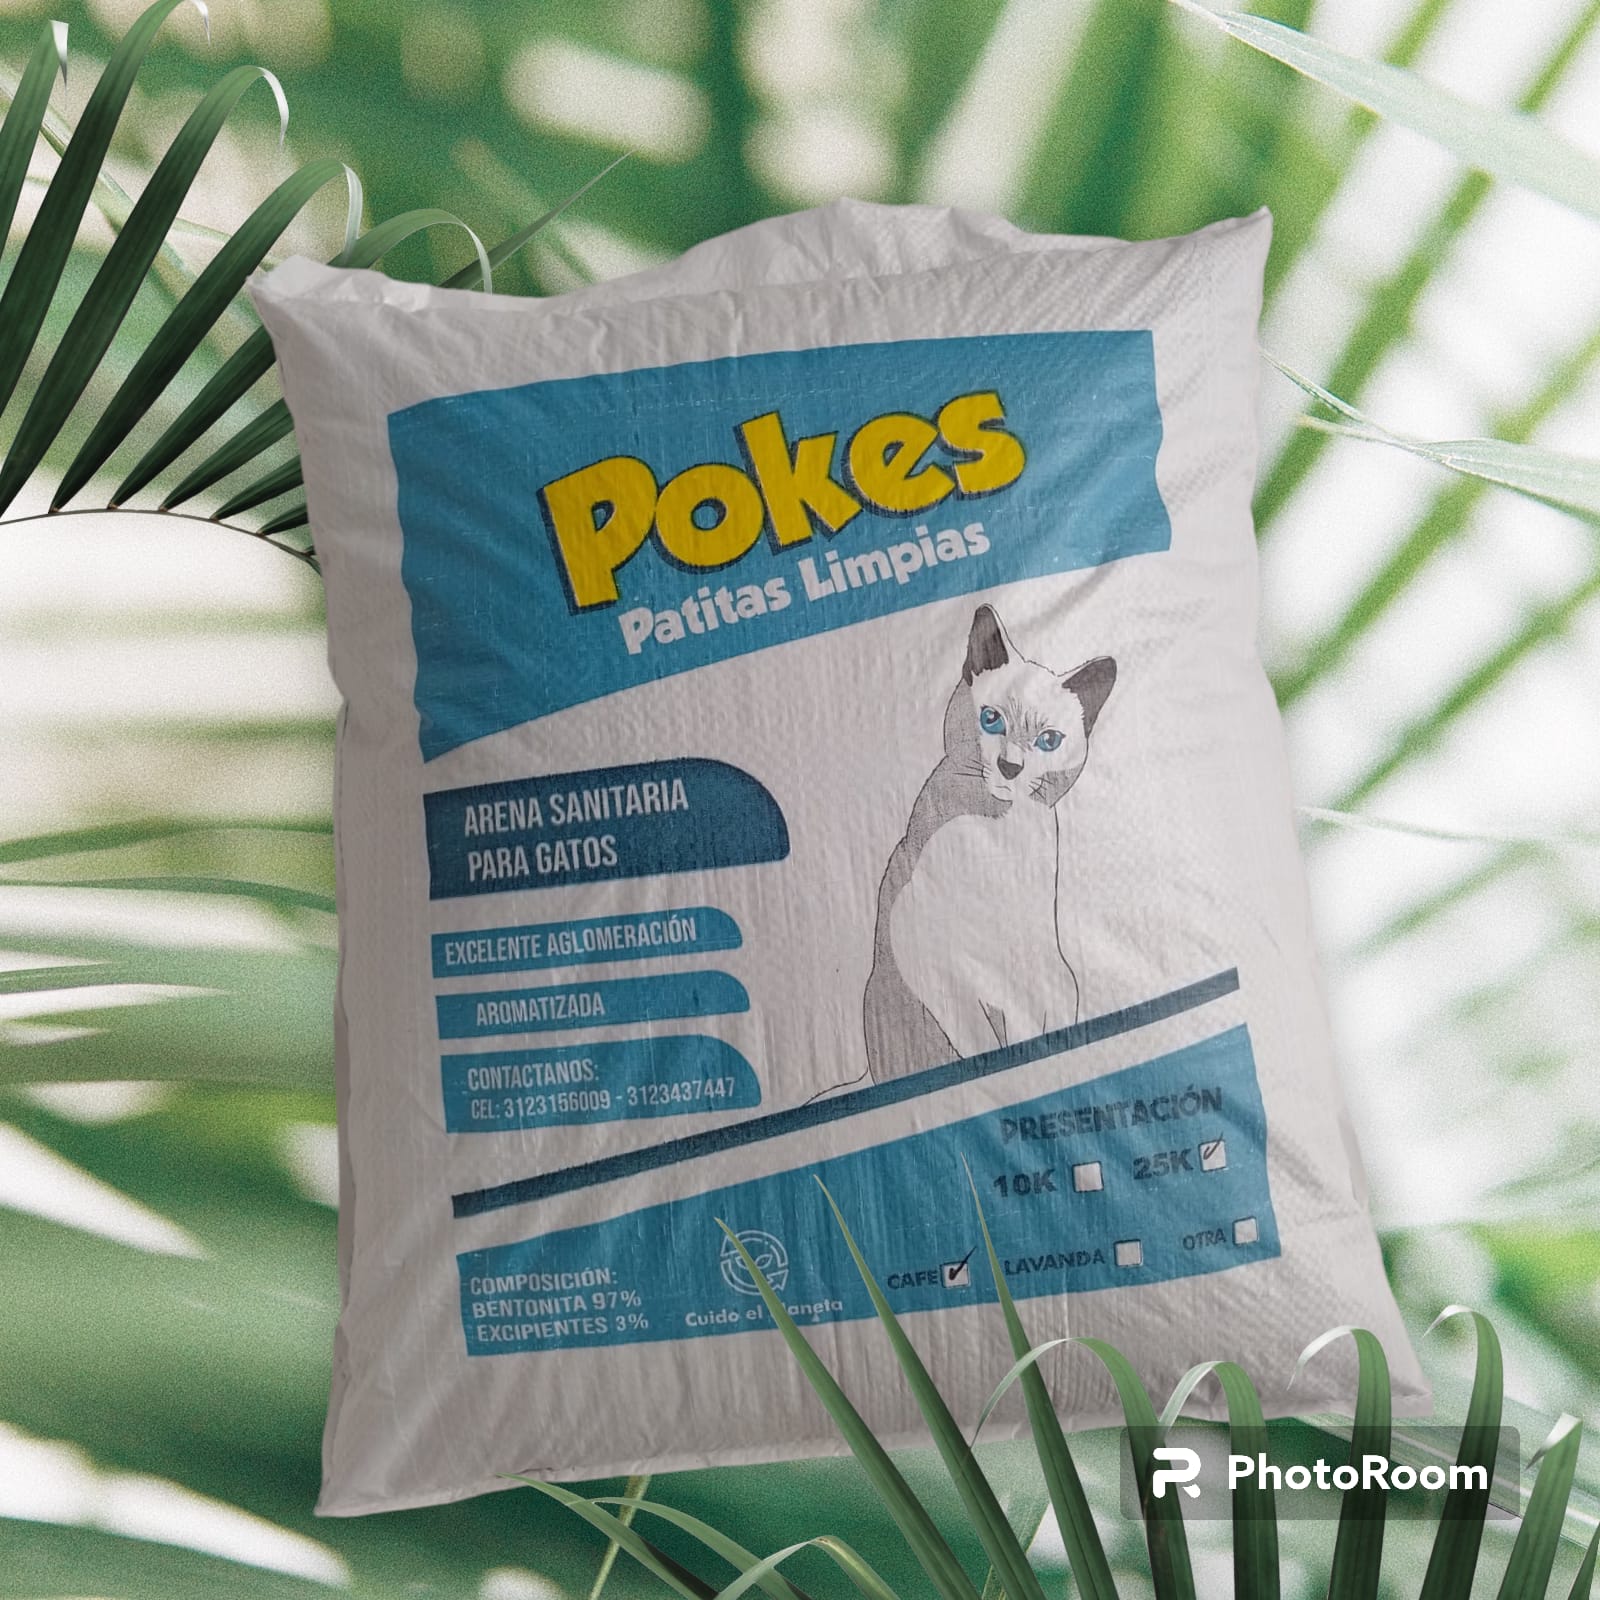 Pokes
Patitas Limpias
ARENA SANITARIA
PARA GATOS
EXCELENTE AGLOMERACIÓN
AROMATIZADA
CONTACTANOS:
CEL: 3123156009 - 3123437447
PRESENTACIÓN
10K 25K
CAFE LAVANDA OTRA
COMPOSICIÓN:
BENTONITA 97%
EXCIPIENTES 3%
Cuido el planeta
PhotoRoom